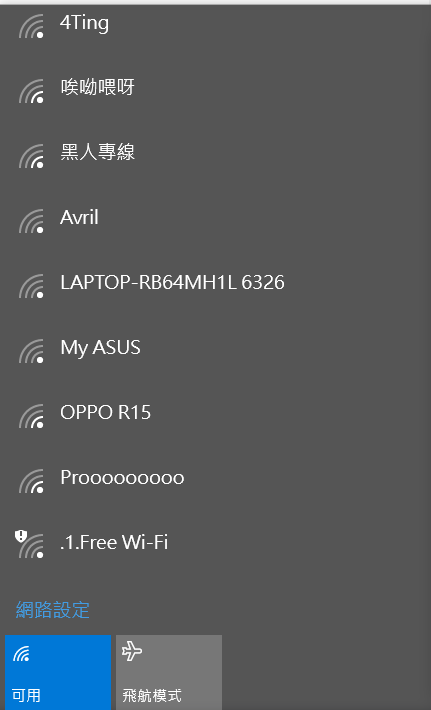 4Ting
唉呦喂呀
黑人專線
Avril
LAPTOP-RB64MH1L 6326
My ASUS
OPPO R15
Prooooooooo
.1.Free Wi-Fi
網路設定
可用
飛航模式